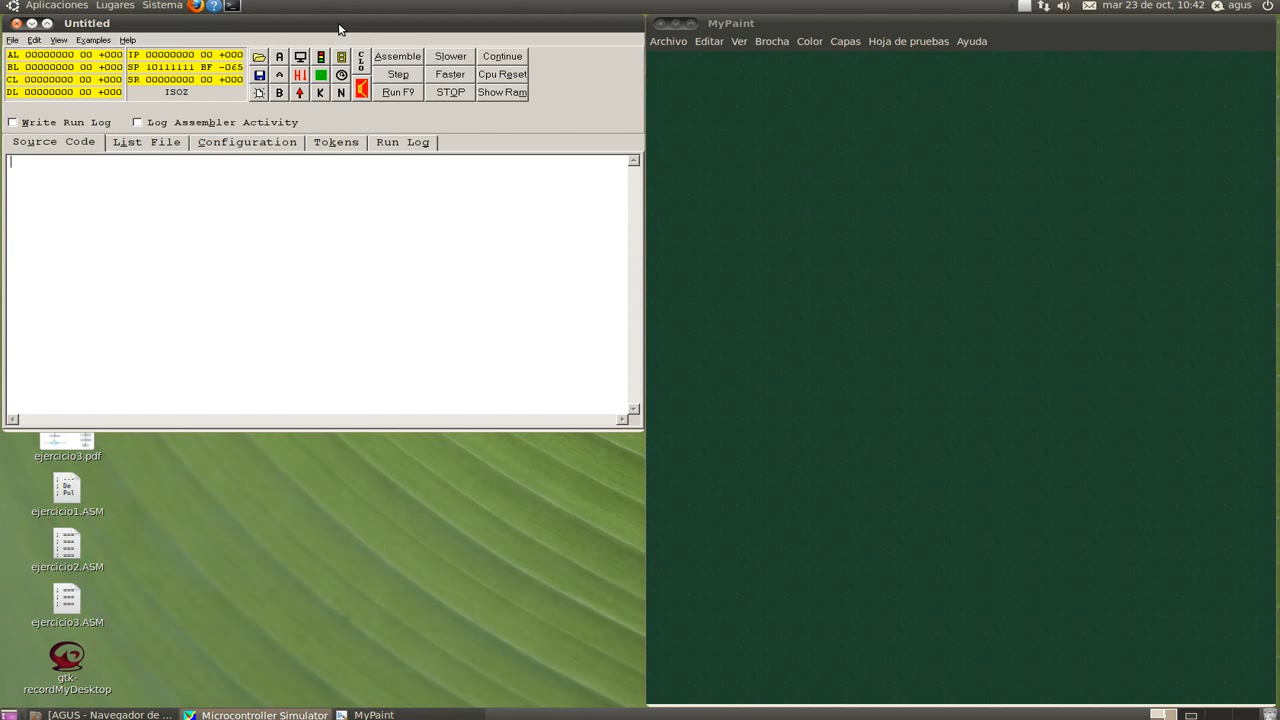 Aplicaciones Lugares Sistema mar 23 de oct, 10:42 agus
Untitled
File Edit View Examples Help
AL 00000000 00 +000 IP 00000000 00 +000
BL 00000000 00 +000 SP 10111111 BF -065
CL 00000000 00 +000 SR 00000000 00 +000
DL 00000000 00 +000 ISOZ
A CLO Assemble Slower Continue
Step Faster Cpu Reset
B K N Run F9 STOP Show Ram
Write Run Log Log Assembler Activity
Source Code List File Configuration Tokens Run Log
MyPaint
Archivo Editar Ver Brocha Color Capas Hoja de pruebas Ayuda
ejercicio3.pdf
; ---
; De
; Pul
ejercicio1.ASM
; ===
; ===
; ===
ejercicio2.ASM
; ===
; ===
; ===
ejercicio3.ASM
gtk-
recordMyDesktop
[AGUS - Navegador de ... Microcontroller Simulator MyPaint